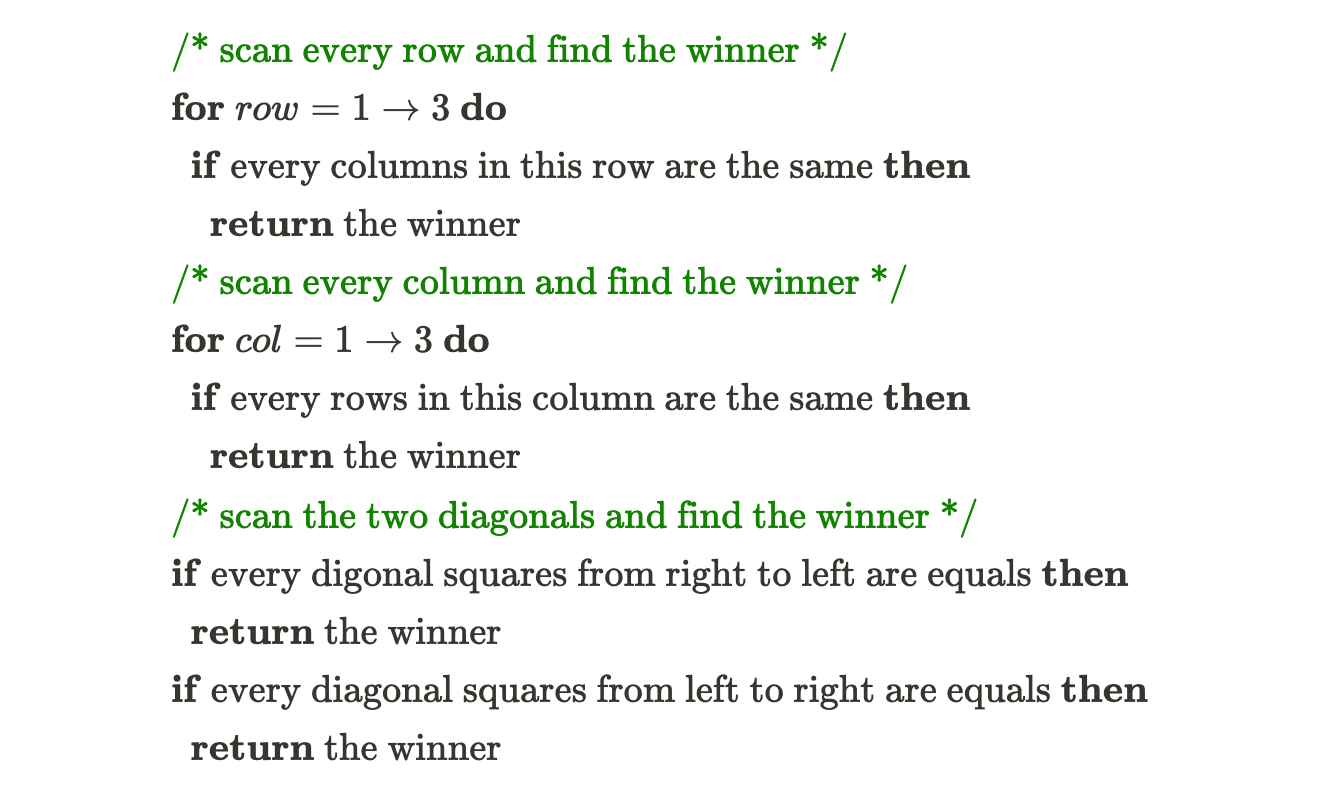 /* scan every row and find the winner */
for row = 1 → 3 do
if every columns in this row are the same then
return the winner
/* scan every column and find the winner */
for col = 1 → 3 do
if every rows in this column are the same then
return the winner
/* scan the two diagonals and find the winner */
if every digonal squares from right to left are equals then
return the winner
if every diagonal squares from left to right are equals then
return the winner